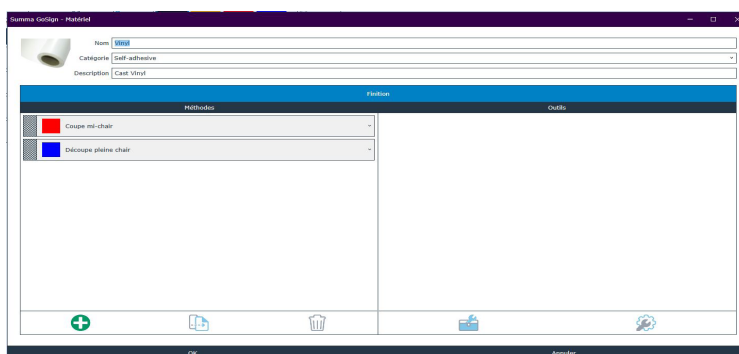 Summa GoSign - Matériel
Nom Vinyl
Catégorie Self-adhesive
Description Cast Vinyl
Finition
Méthodes Outils
Coupe mi-chair
Découpe pleine chair
OK Annuler